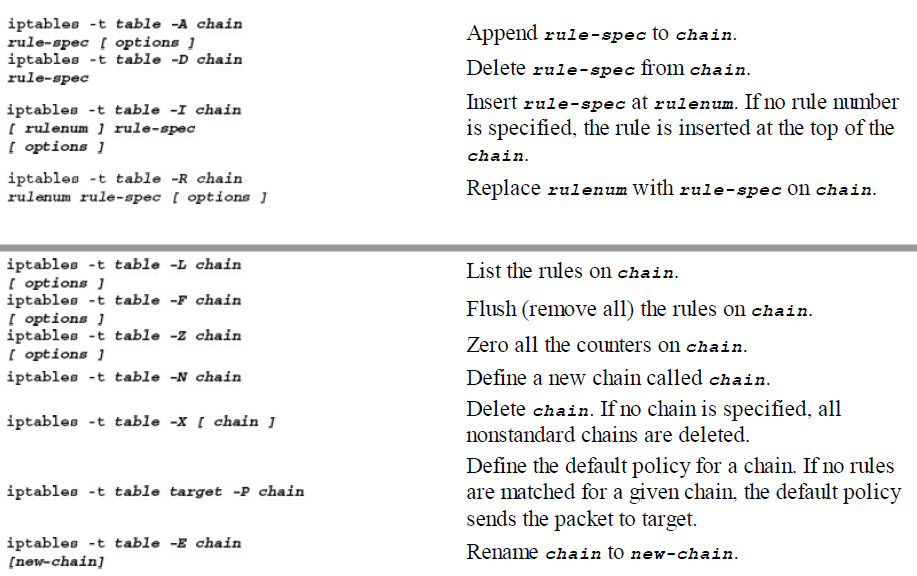 iptables -t table -A chain
rule-spec [ options ]
Append rule-spec to chain.
iptables -t table -D chain
rule-spec
Delete rule-spec from chain.
iptables -t table -I chain
[ rulenum ] rule-spec
[ options ]
Insert rule-spec at rulenum. If no rule number
is specified, the rule is inserted at the top of the
chain.
iptables -t table -R chain
rulenum rule-spec [ options ]
Replace rulenum with rule-spec on chain.
iptables -t table -L chain
[ options ]
List the rules on chain.
iptables -t table -F chain
[ options ]
Flush (remove all) the rules on chain.
iptables -t table -Z chain
[ options ]
Zero all the counters on chain.
iptables -t table -N chain
Define a new chain called chain.
iptables -t table -X [ chain ]
Delete chain. If no chain is specified, all
nonstandard chains are deleted.
iptables -t table target -P chain
Define the default policy for a chain. If no rules
are matched for a given chain, the default policy
sends the packet to target.
iptables -t table -E chain
[new-chain]
Rename chain to new-chain.